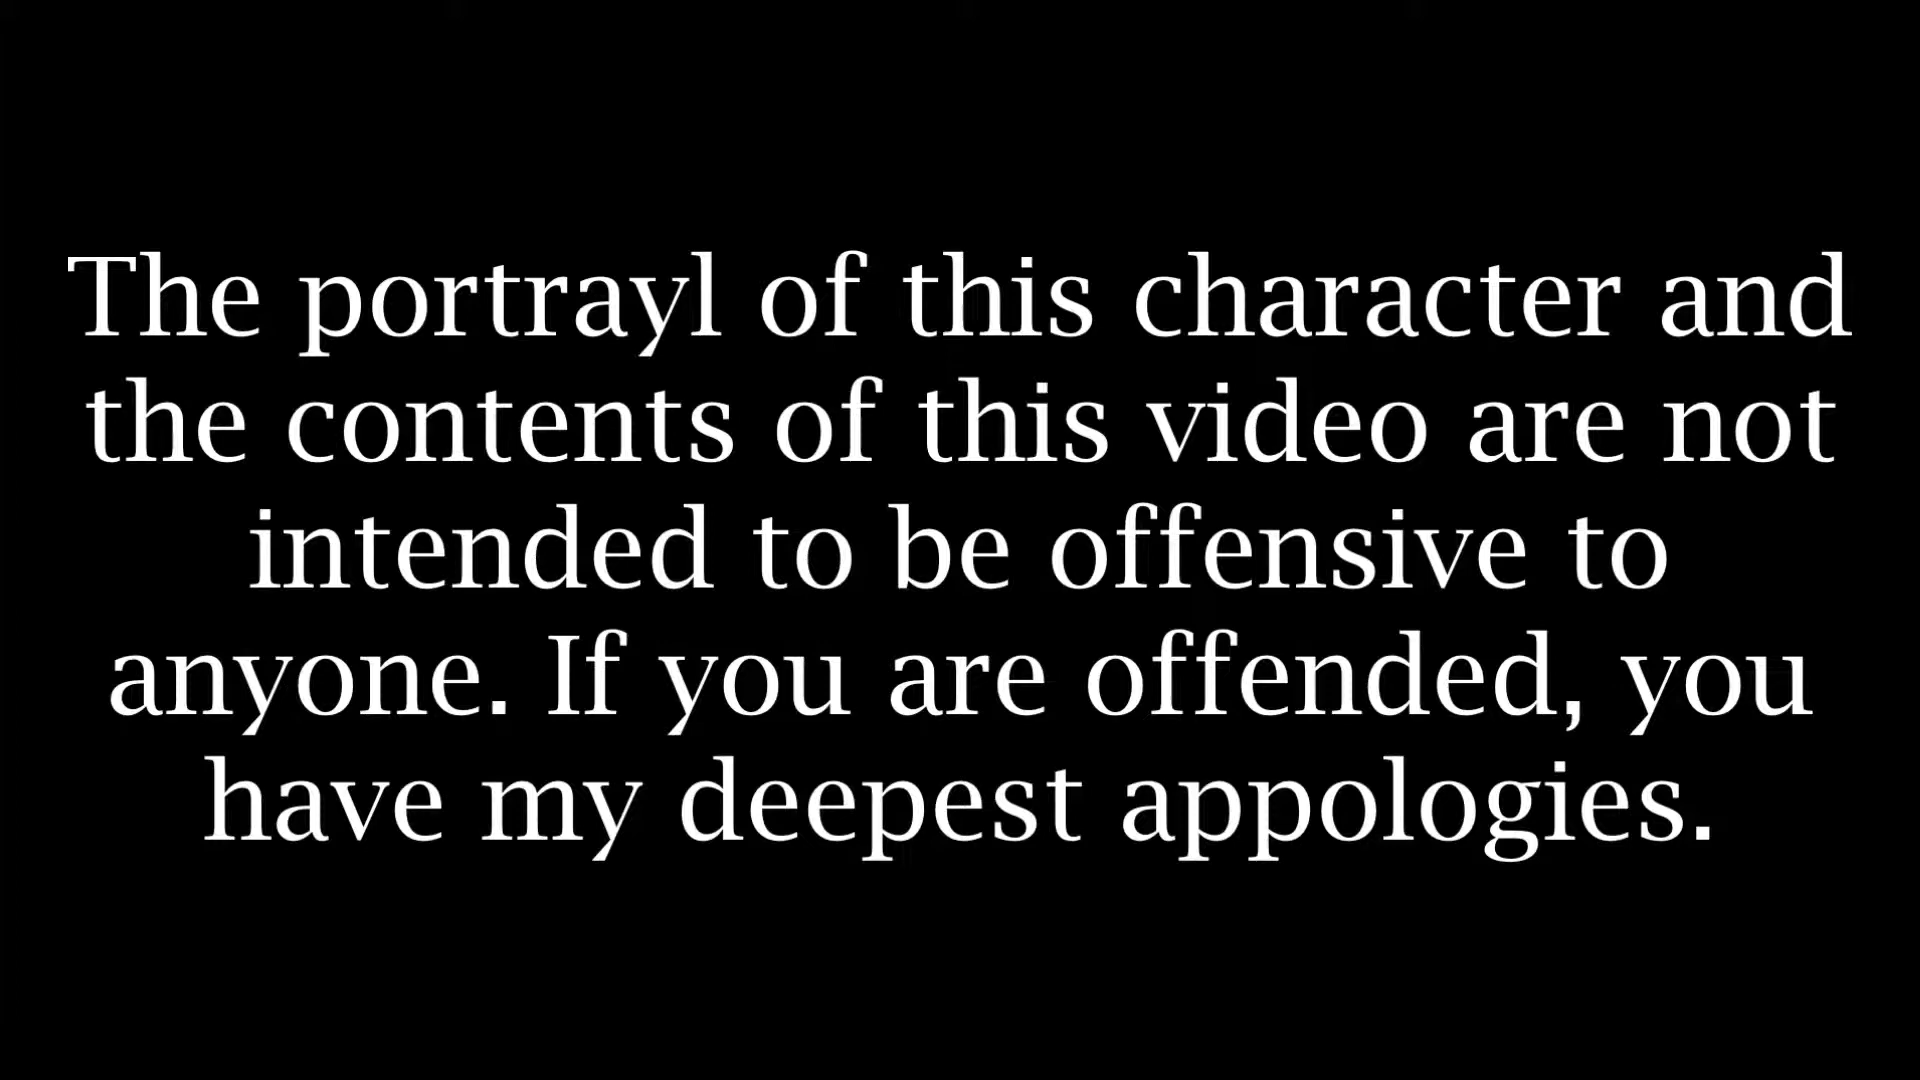 The portrayl of this character and
the contents of this video are not
intended to be offensive to
anyone. If you are offended, you
have my deepest appologies.